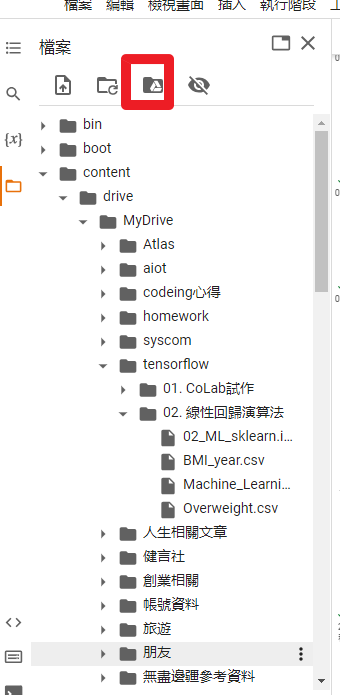 檔案 編輯 檢視畫面 插入 執行階段
檔案
{x}
bin
boot
content
drive
MyDrive
Atlas
aiot
codeing心得
homework
syscom
tensorflow
01. CoLab試作
02. 線性回歸演算法
02_ML_sklearn.i...
BMI_year.csv
Machine_Learni...
Overweight.csv
人生相關文章
健言社
創業相關
帳號資料
旅遊
朋友
無盡邊疆參考資料